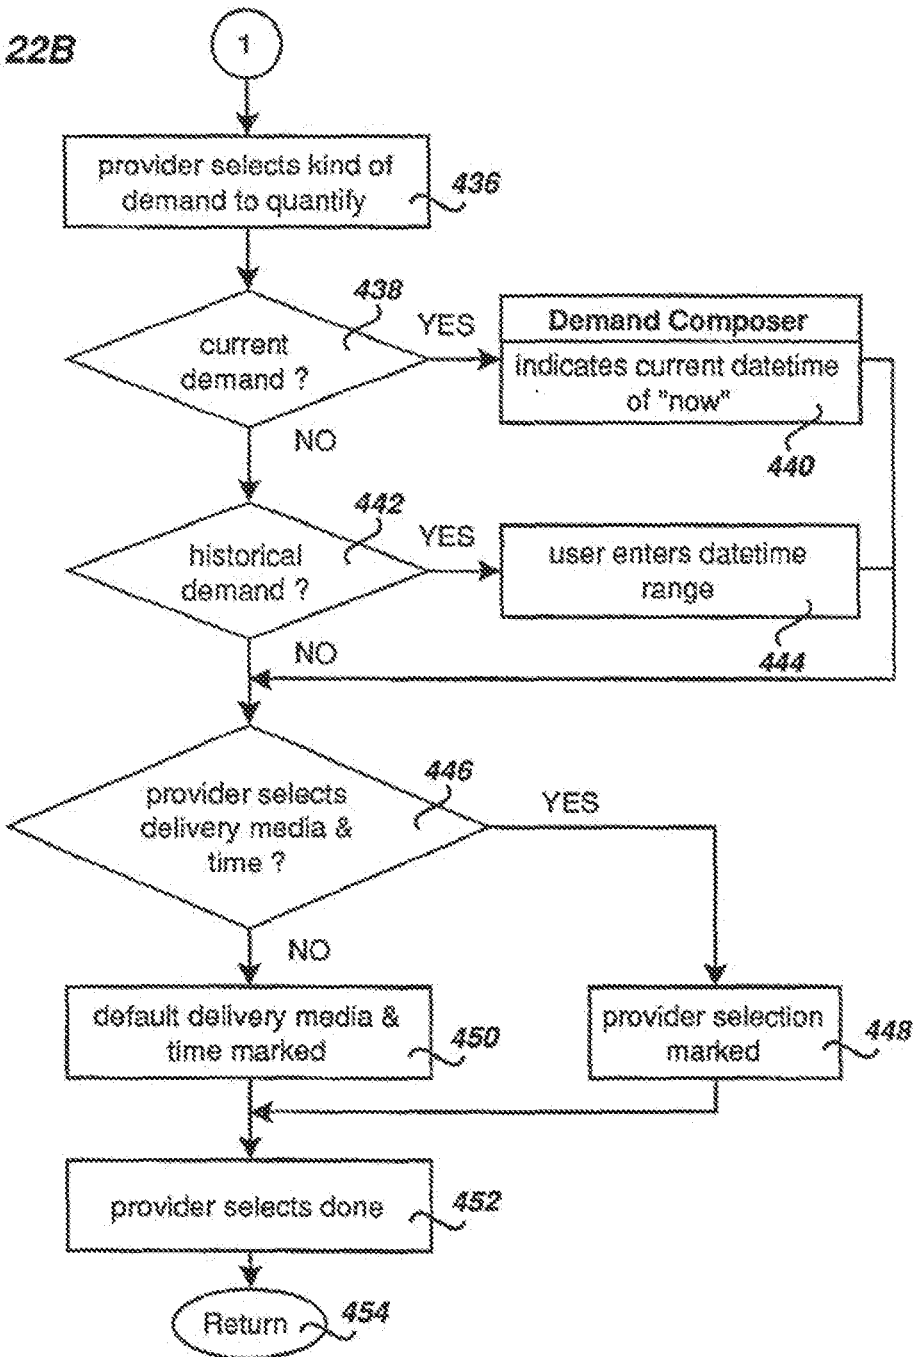 22B
1
provider selects kind of
demand to quantify
436
438
current
demand ?
YES
Demand Composer
indicates current datetime
of "now"
440
NO
442
historical
demand ?
YES
user enters datetime
range
444
NO
446
provider selects
delivery media &
time ?
YES
NO
default delivery media &
time marked
450
provider selection
marked
448
provider selects done
452
Return
454